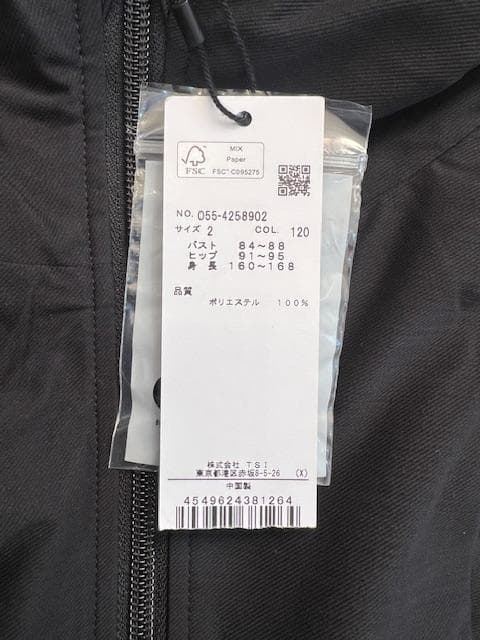 FSC
MIX
Paper
FSC® C095275
NO. 055-4258902
サイズ 2 COL. 120
バスト 84～88
ヒップ 91～95
身 長 160～168
品質
ポリエステル 100%
株式会社 TSI
東京都港区赤坂8-5-26 (X)
中国製
4549624381264